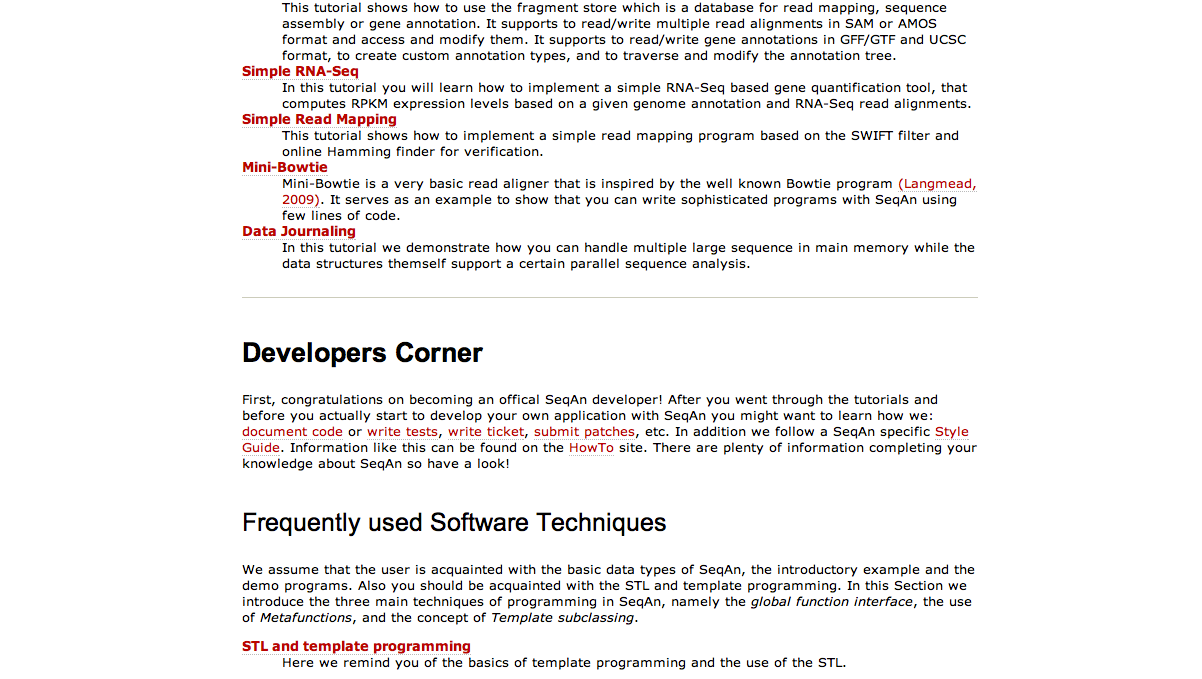 This tutorial shows how to use the fragment store which is a database for read mapping, sequence
assembly or gene annotation. It supports to read/write multiple read alignments in SAM or AMOS
format and access and modify them. It supports to read/write gene annotations in GFF/GTF and UCSC
format, to create custom annotation types, and to traverse and modify the annotation tree.
Simple RNA-Seq
In this tutorial you will learn how to implement a simple RNA-Seq based gene quantification tool, that
computes RPKM expression levels based on a given genome annotation and RNA-Seq read alignments.
Simple Read Mapping
This tutorial shows how to implement a simple read mapping program based on the SWIFT filter and
online Hamming finder for verification.
Mini-Bowtie
Mini-Bowtie is a very basic read aligner that is inspired by the well known Bowtie program (Langmead,
2009). It serves as an example to show that you can write sophisticated programs with SeqAn using
few lines of code.
Data Journaling
In this tutorial we demonstrate how you can handle multiple large sequence in main memory while the
data structures themself support a certain parallel sequence analysis.
Developers Corner
First, congratulations on becoming an offical SeqAn developer! After you went through the tutorials and
before you actually start to develop your own application with SeqAn you might want to learn how we:
document code or write tests, write ticket, submit patches, etc. In addition we follow a SeqAn specific Style
Guide. Information like this can be found on the HowTo site. There are plenty of information completing your
knowledge about SeqAn so have a look!
Frequently used Software Techniques
We assume that the user is acquainted with the basic data types of SeqAn, the introductory example and the
demo programs. Also you should be acquainted with the STL and template programming. In this Section we
introduce the three main techniques of programming in SeqAn, namely the global function interface, the use
of Metafunctions, and the concept of Template subclassing.
STL and template programming
Here we remind you of the basics of template programming and the use of the STL.